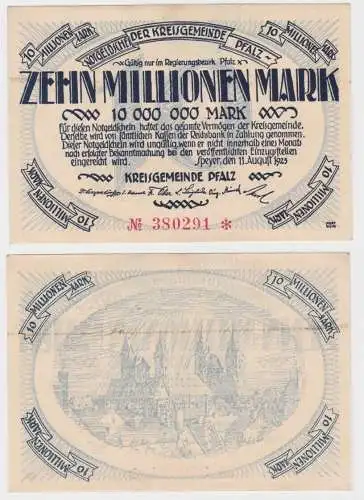 10 MILLIONEN MARK
NOTGELDSCHEIN DER KREISGEMEINDE PFALZ
10 MILLIONEN MARK
Gültig nur im Regierungsbezirk Pfalz
ZEHN MILLIONEN MARK
10 000 000 MARK
Für diesen Notgeldschein haftet das gesamte Vermögen der Kreisgemeinde.
Derselbe wird von sämtlichen Kassen der Reichsbank in Zahlung genommen.
Dieser Notgeldschein wird ungültig, wenn er nicht innerhalb eines Monats
nach erfolgter Bekanntmachung bei den veröffentlichten Einzugsstellen
eingereicht wird. Speyer, den 11. August 1923
KREISGEMEINDE PFALZ
10 MILLIONEN MARK
№ 380291 *
10 MILLIONEN MARK
10 MILLIONEN MARK
10 MILLIONEN MARK
10 MILLIONEN MARK
10 MILLIONEN MARK